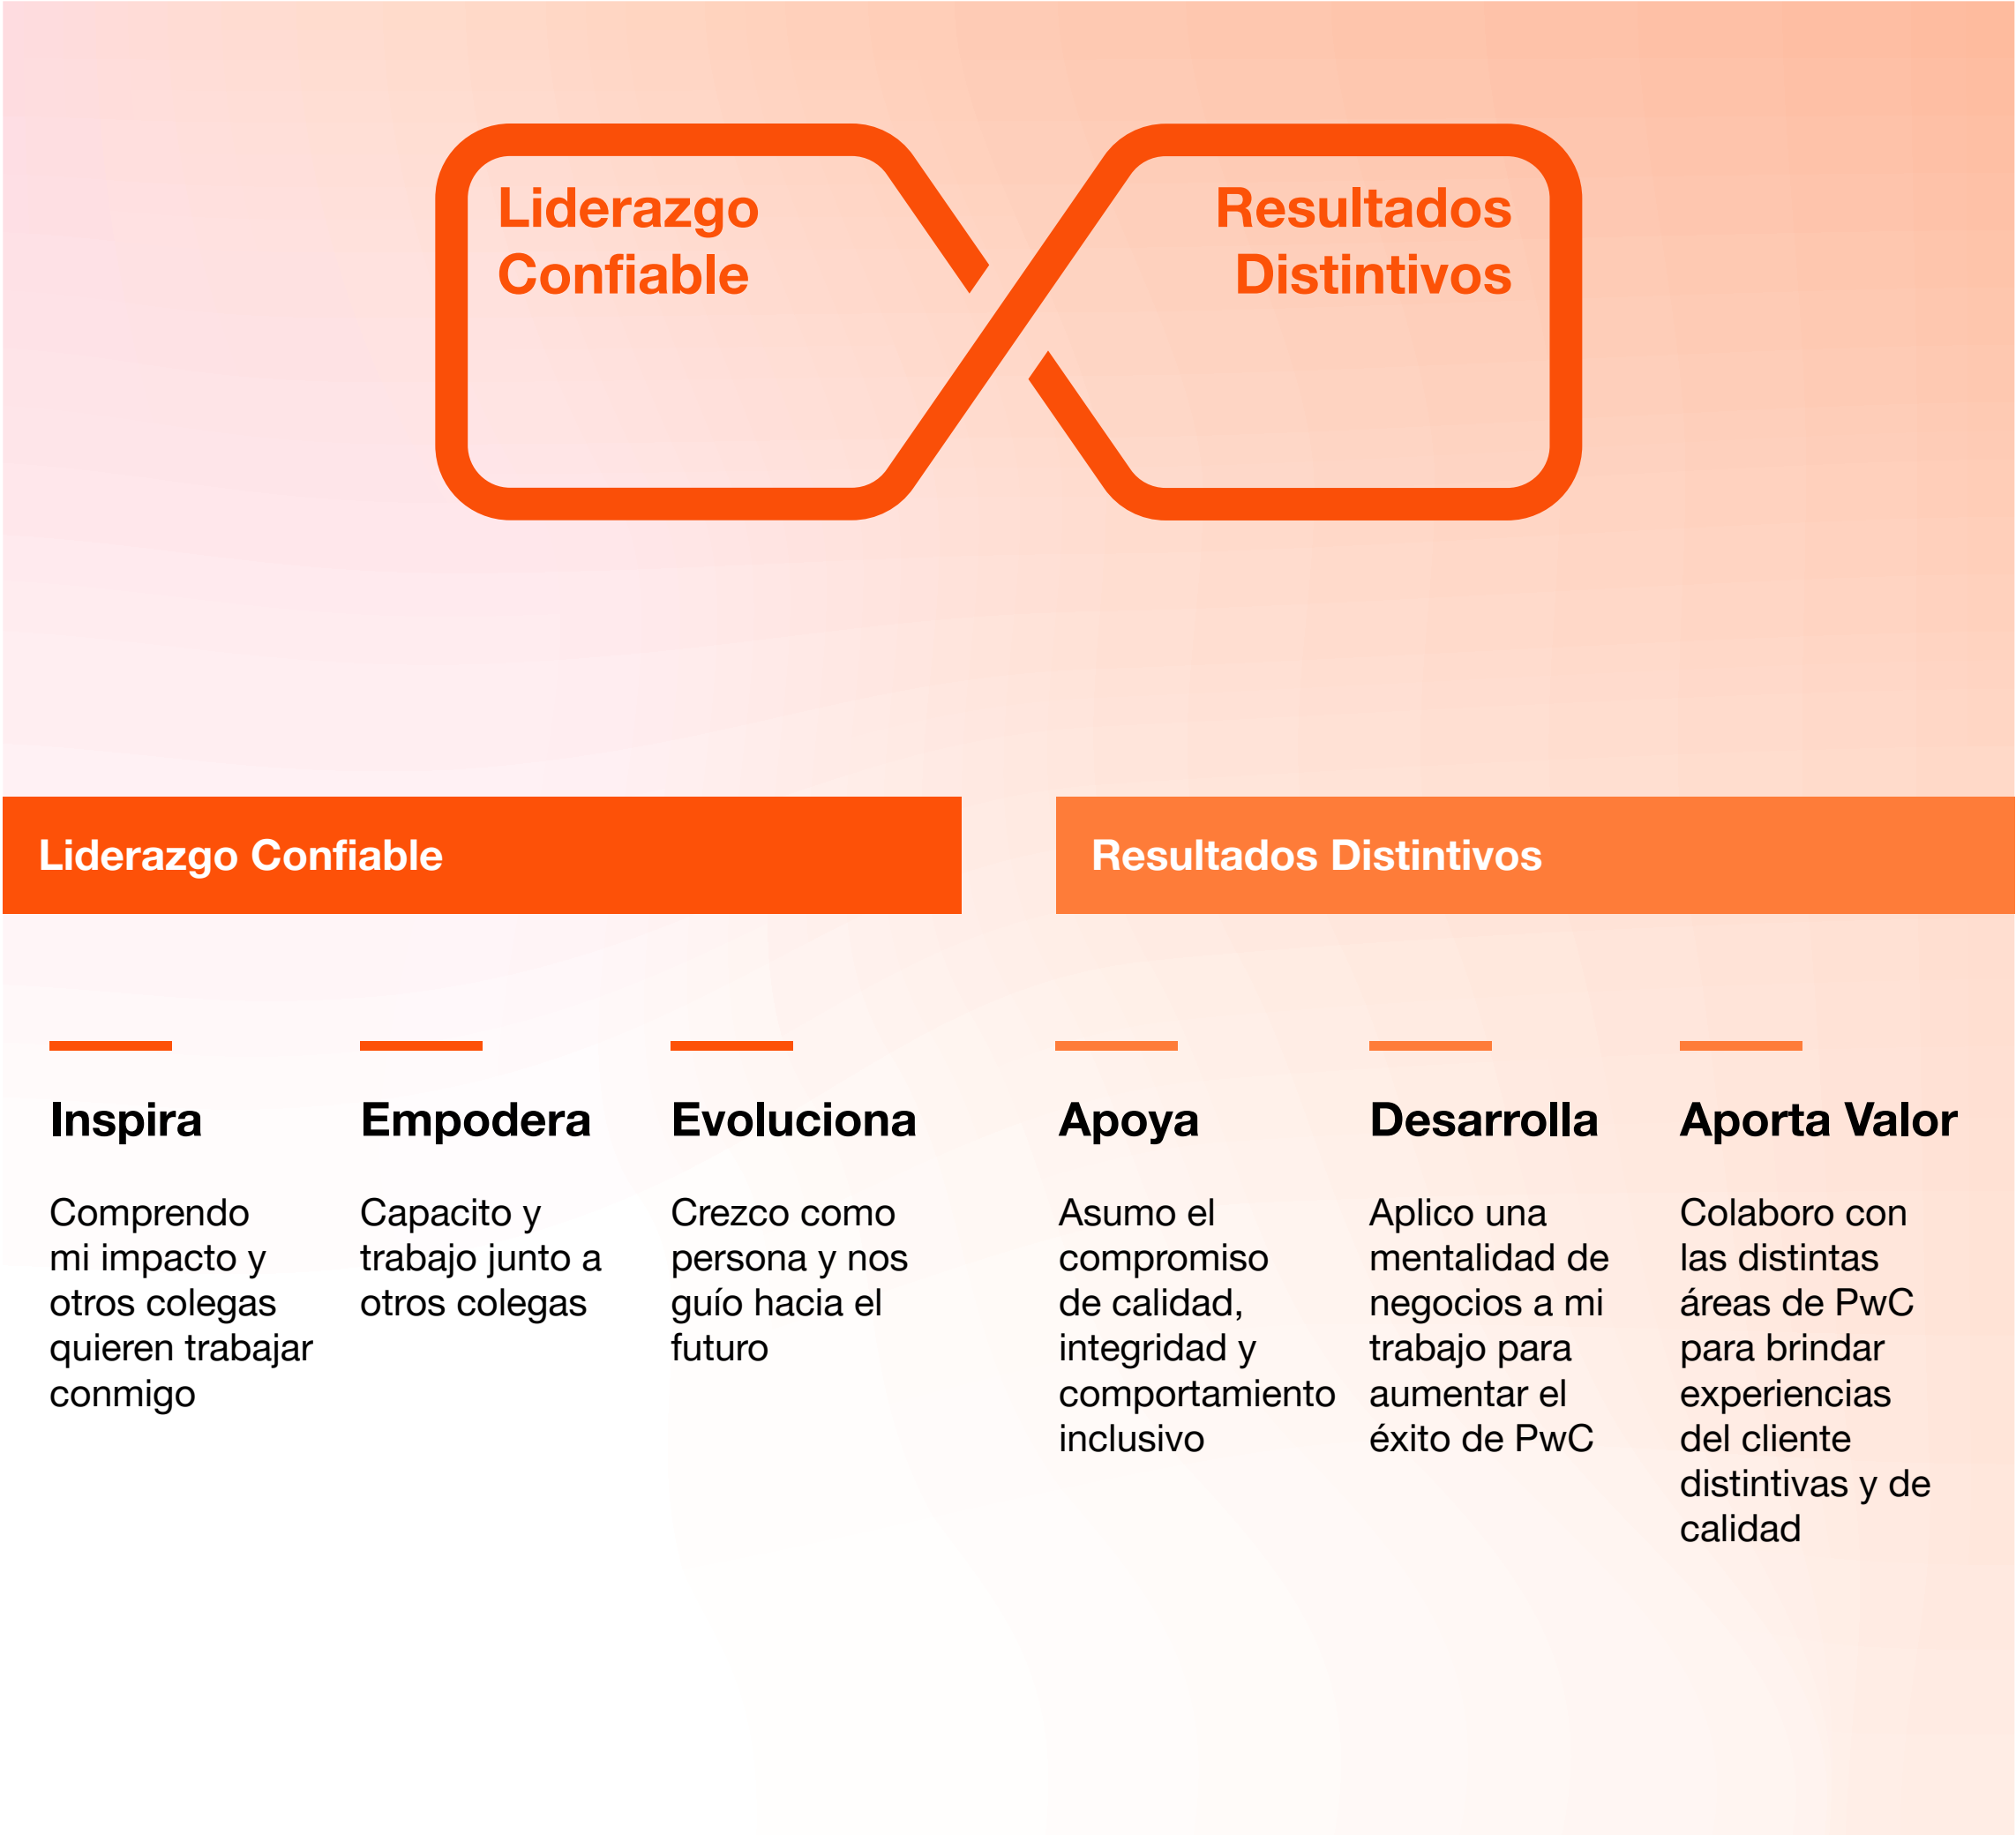 Liderazgo
Confiable
Resultados
Distintivos
Liderazgo Confiable
Resultados Distintivos
Inspira
Comprendo
mi impacto y
otros colegas
quieren trabajar
conmigo
Empodera
Capacito y
trabajo junto a
otros colegas
Evoluciona
Crezco como
persona y nos
guío hacia el
futuro
Apoya
Asumo el
compromiso
de calidad,
integridad y
comportamiento
inclusivo
Desarrolla
Aplico una
mentalidad de
negocios a mi
trabajo para
aumentar el
éxito de PwC
Aporta Valor
Colaboro con
las distintas
áreas de PwC
para brindar
experiencias
del cliente
distintivas y de
calidad